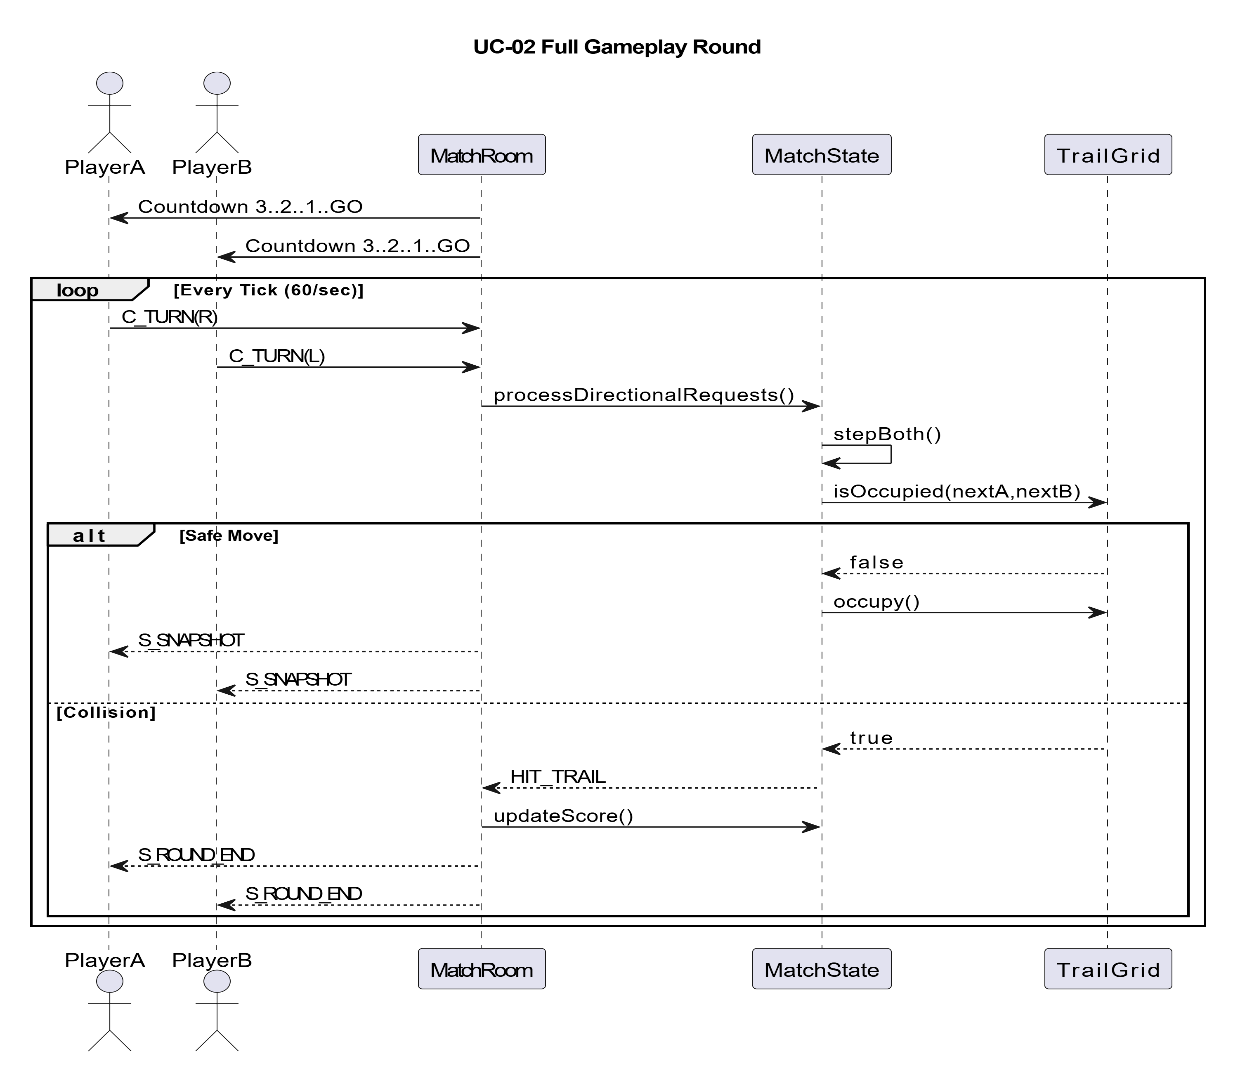 UC-02 Full Gameplay Round
PlayerA PlayerB MatchRoom MatchState TrailGrid
Countdown 3..2..1..GO
Countdown 3..2..1..GO
loop [Every Tick (60/sec)]
C_TURN(R)
C_TURN(L)
processDirectionalRequests()
stepBoth()
isOccupied(nextA,nextB)
alt [Safe Move]
false
occupy()
S_SNAPSHOT
S_SNAPSHOT
[Collision]
true
HIT_TRAIL
updateScore()
S_ROUND_END
S_ROUND_END
PlayerA PlayerB MatchRoom MatchState TrailGrid